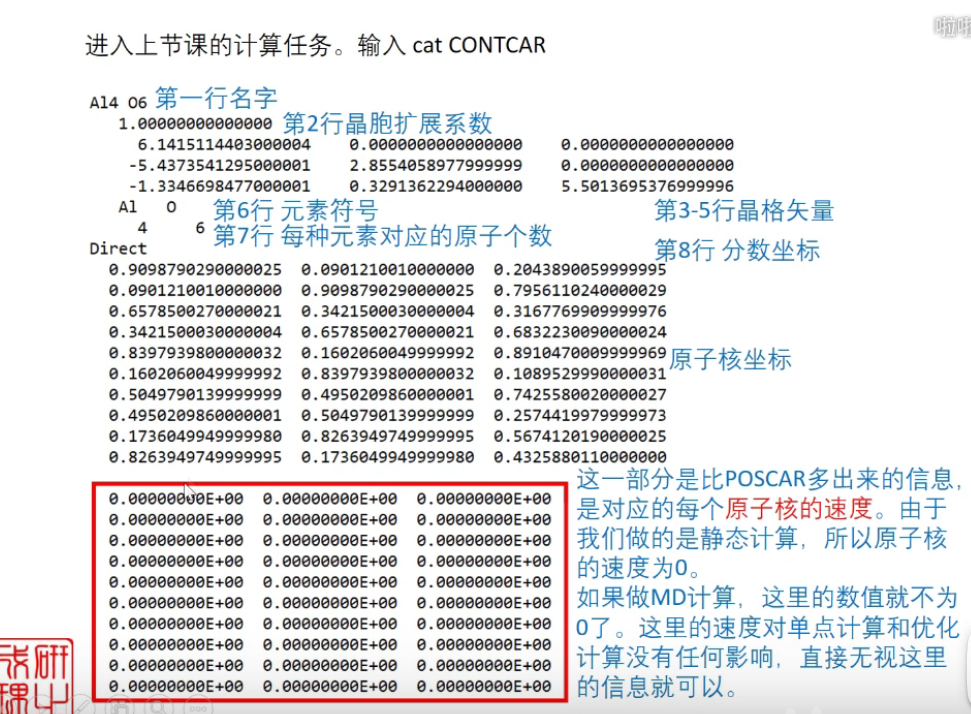 啦啦
进入上节课的计算任务。输入 cat CONTCAR
Al4 O6 第一行名字
1.00000000000000 第2行晶胞扩展系数
6.1415114403000004 0.0000000000000000 0.0000000000000000
-5.4373541295000001 2.8554058977999999 0.0000000000000000
-1.3346698477000001 0.3291362294000000 5.5013695376999996
Al O 第6行 元素符号 第3-5行晶格矢量
4 6 第7行 每种元素对应的原子个数
Direct 第8行 分数坐标
0.9098790290000025 0.0901210010000000 0.2043890059999995
0.0901210010000000 0.9098790290000025 0.7956110240000029
0.6578500270000021 0.3421500030000004 0.3167769909999976
0.3421500030000004 0.6578500270000021 0.6832230090000024
0.8397939800000032 0.1602060049999992 0.8910470009999969 原子核坐标
0.1602060049999992 0.8397939800000032 0.1089529990000031
0.5049790139999999 0.4950209860000001 0.7425580020000027
0.4950209860000001 0.5049790139999999 0.2574419979999973
0.1736049949999980 0.8263949749999995 0.5674120190000025
0.8263949749999995 0.1736049949999980 0.4325880110000000
0.00000000E+00 0.00000000E+00 0.00000000E+00
0.00000000E+00 0.00000000E+00 0.00000000E+00
0.00000000E+00 0.00000000E+00 0.00000000E+00
0.00000000E+00 0.00000000E+00 0.00000000E+00
0.00000000E+00 0.00000000E+00 0.00000000E+00
0.00000000E+00 0.00000000E+00 0.00000000E+00
0.00000000E+00 0.00000000E+00 0.00000000E+00
0.00000000E+00 0.00000000E+00 0.00000000E+00
0.00000000E+00 0.00000000E+00 0.00000000E+00
0.00000000E+00 0.00000000E+00 0.00000000E+00
这一部分是比POSCAR多出来的信息,
是对应的每个原子核的速度。由于
我们做的是静态计算，所以原子核
的速度为0。
如果做MD计算，这里的数值就不为
0了。这里的速度对单点计算和优化
计算没有任何影响，直接无视这里
的信息就可以。